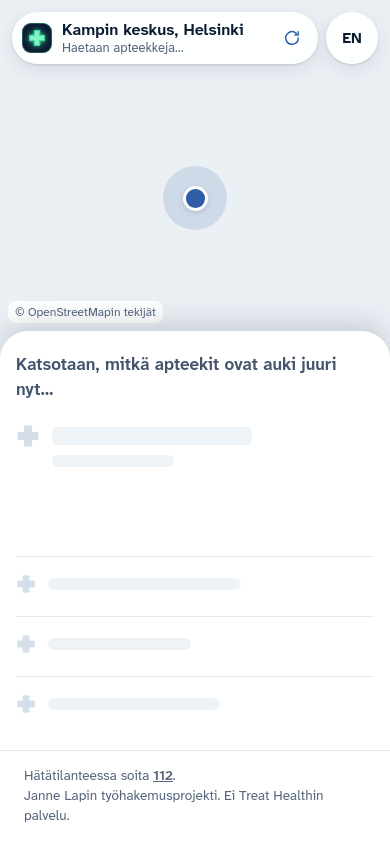 Kampin keskus, Helsinki
Haetaan apteekkeja…
EN
© OpenStreetMapin tekijät
Katsotaan, mitkä apteekit ovat auki juuri
nyt…
Hätätilanteessa soita 112.
Janne Lapin työhakemusprojekti. Ei Treat Healthin
palvelu.